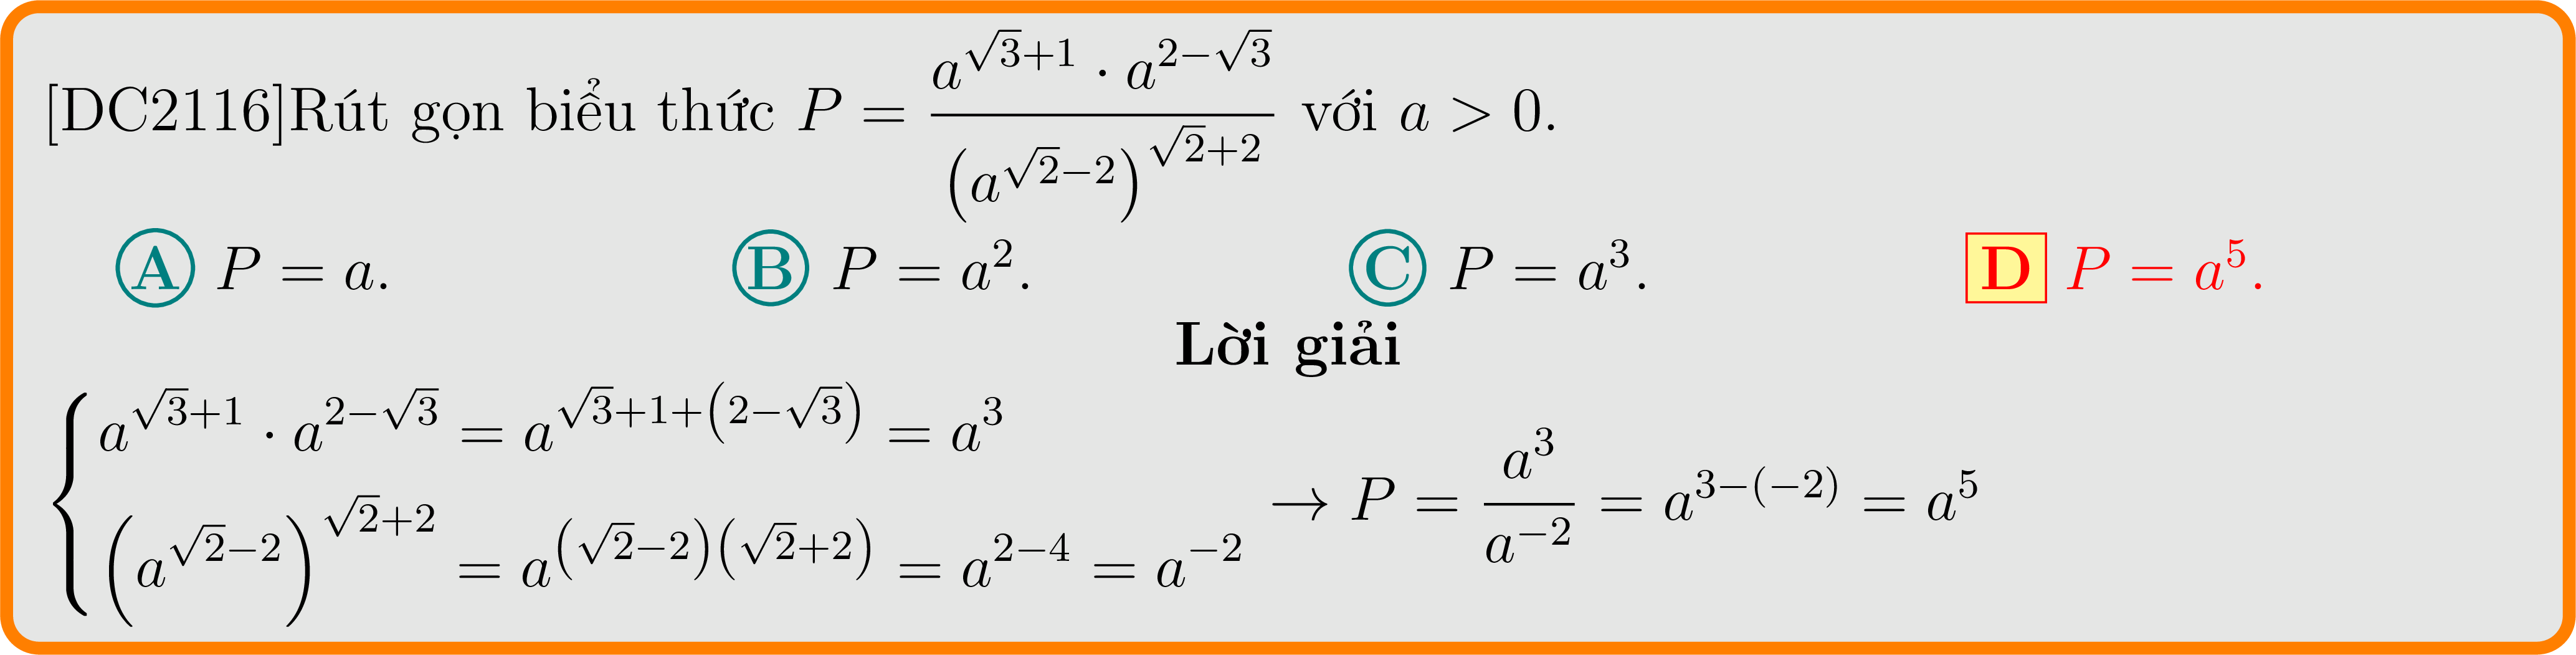 [DC2116]Rút gọn biểu thức $P = \dfrac{a^{\sqrt{3}+1} \cdot a^{2-\sqrt{3}}}{\left(a^{\sqrt{2}-2}\right)^{\sqrt{2}+2}}$ với $a > 0$.
A $P = a$. B $P = a^2$. C $P = a^3$. D $P = a^5$.
Lời giải
$\begin{cases} a^{\sqrt{3}+1} \cdot a^{2-\sqrt{3}} = a^{\sqrt{3}+1+\left(2-\sqrt{3}\right)} = a^3 \\ \left(a^{\sqrt{2}-2}\right)^{\sqrt{2}+2} = a^{\left(\sqrt{2}-2\right)\left(\sqrt{2}+2\right)} = a^{2-4} = a^{-2} \end{cases} \rightarrow P = \dfrac{a^3}{a^{-2}} = a^{3-(-2)} = a^5$